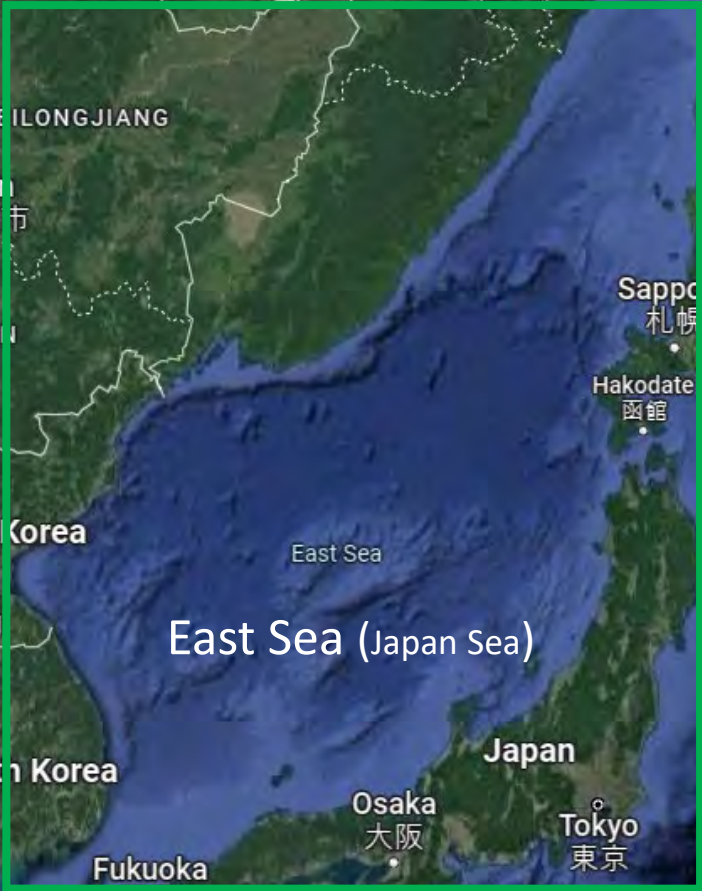 ILONGJIANG
市
Sappo
札幌
Hakodate
函館
Korea
East Sea
East Sea (Japan Sea)
Japan
Korea
Osaka
大阪
Tokyo
東京
Fukuoka